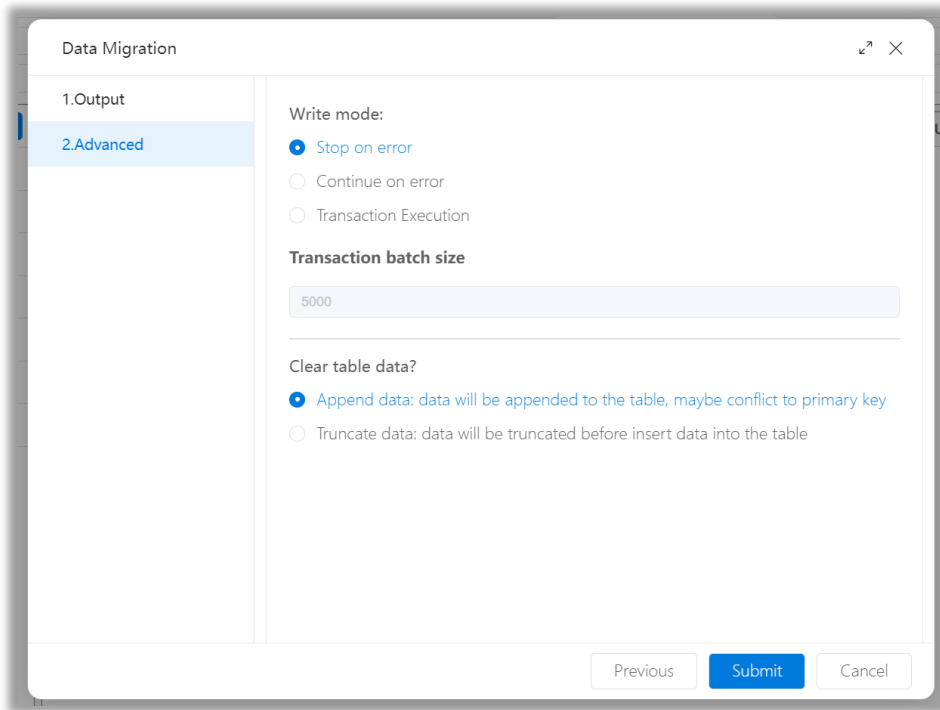 Data Migration
1.Output
2.Advanced
Write mode:
Stop on error
Continue on error
Transaction Execution
Transaction batch size
5000
Clear table data?
Append data: data will be appended to the table, maybe conflict to primary key
Truncate data: data will be truncated before insert data into the table
Previous
Submit
Cancel